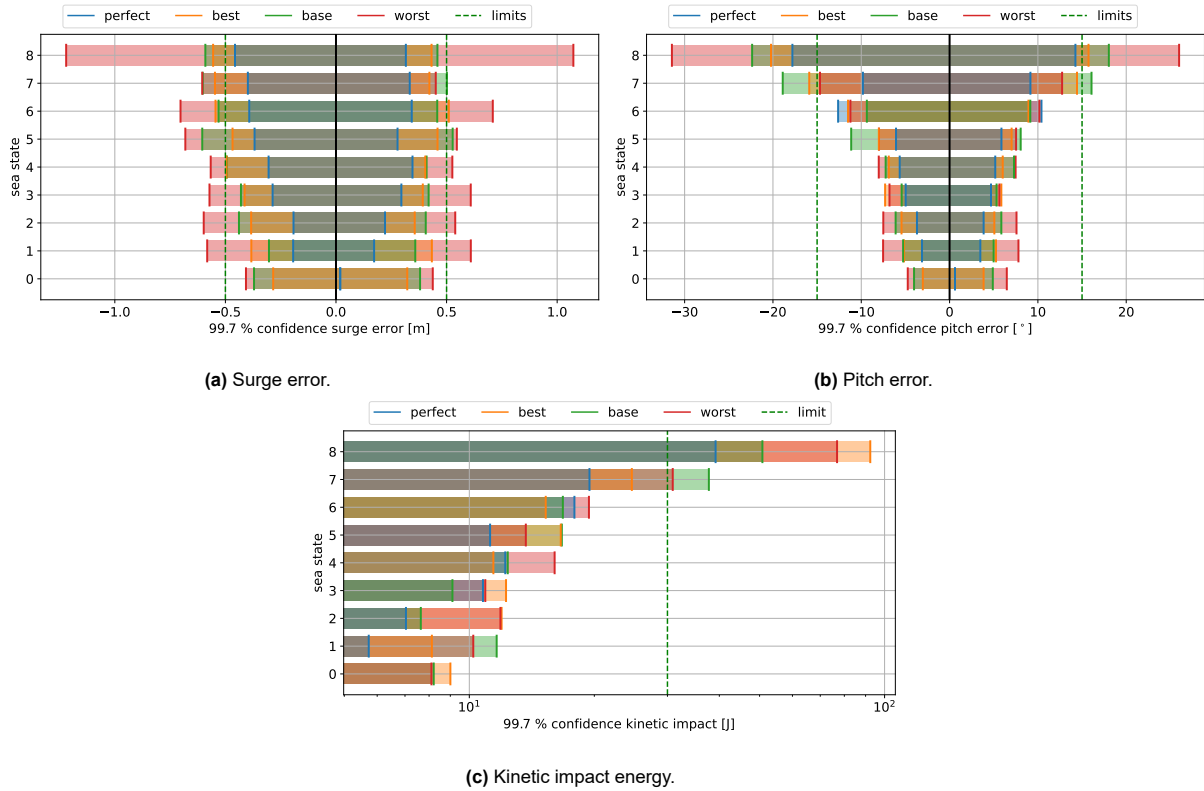 perfect best base worst limits
sea state
8
7
6
5
4
3
2
1
0
−1.0 −0.5 0.0 0.5 1.0
99.7 % confidence surge error [m]
(a) Surge error.
perfect best base worst limits
sea state
8
7
6
5
4
3
2
1
0
−30 −20 −10 0 10 20
99.7 % confidence pitch error [°]
(b) Pitch error.
perfect best base worst limit
sea state
8
7
6
5
4
3
2
1
0
10¹ 10²
99.7 % confidence kinetic impact [J]
(c) Kinetic impact energy.